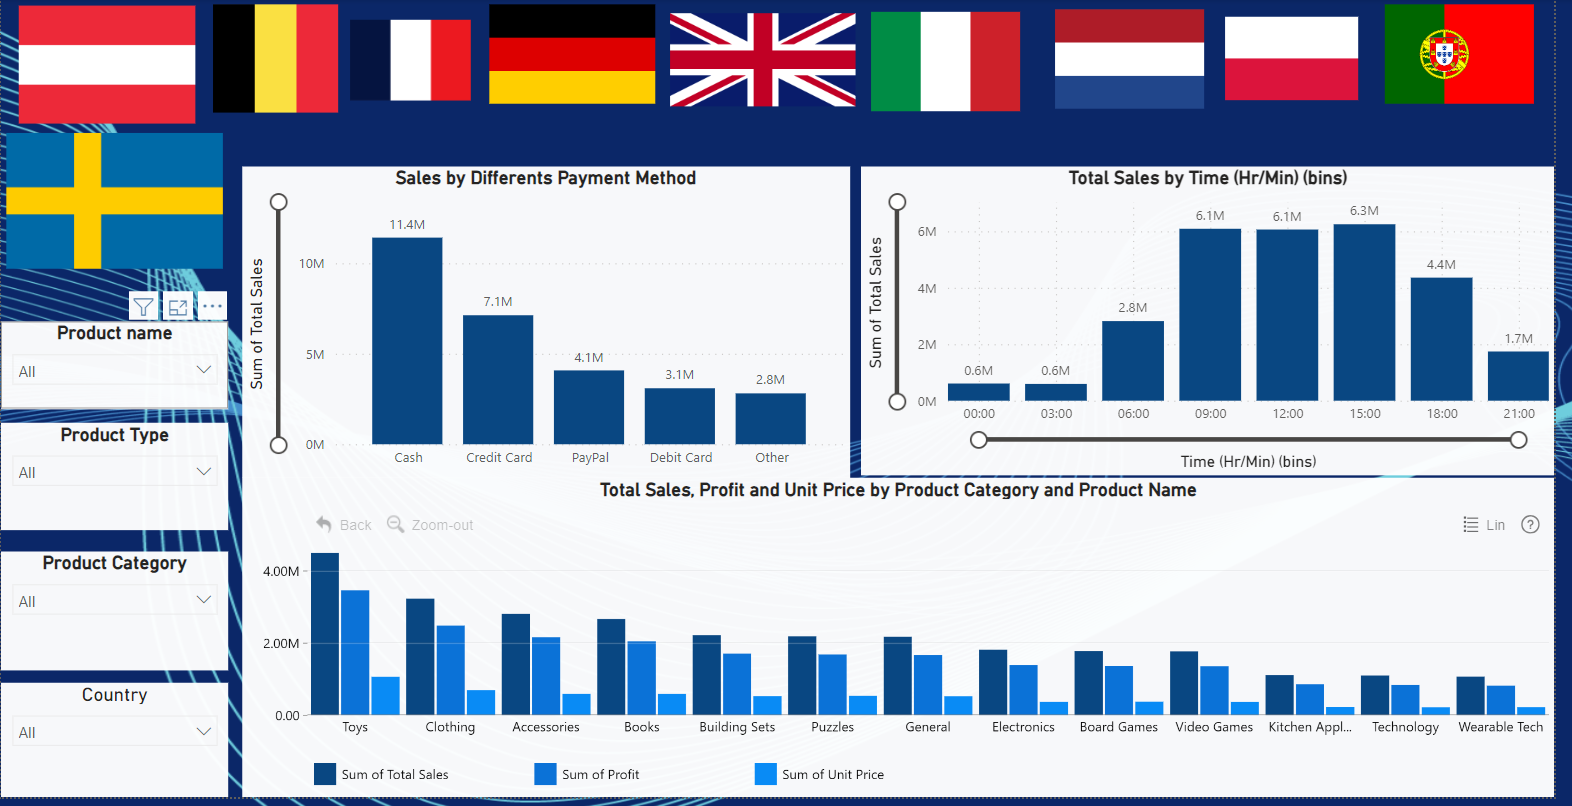 Product name
All
Product Type
All
Product Category
All
Country
All
Sales by Differents Payment Method
Sum of Total Sales
10M
5M
0M
11.4M
7.1M
4.1M
3.1M
2.8M
Cash
Credit Card
PayPal
Debit Card
Other
Total Sales by Time (Hr/Min) (bins)
Sum of Total Sales
6M
4M
2M
0M
0.6M
0.6M
2.8M
6.1M
6.1M
6.3M
4.4M
1.7M
00:00
03:00
06:00
09:00
12:00
15:00
18:00
21:00
Time (Hr/Min) (bins)
Total Sales, Profit and Unit Price by Product Category and Product Name
Back
Zoom-out
Lin
?
4.00M
2.00M
0.00
Toys
Clothing
Accessories
Books
Building Sets
Puzzles
General
Electronics
Board Games
Video Games
Kitchen Appl...
Technology
Wearable Tech
Sum of Total Sales
Sum of Profit
Sum of Unit Price